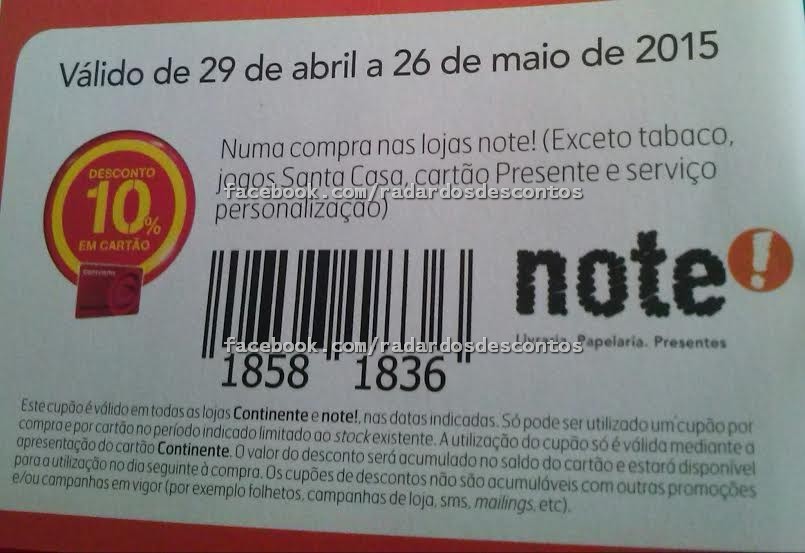 Válido de 29 de abril a 26 de maio de 2015
DESCONTO
10%
EM CARTÃO
Numa compra nas lojas note! (Exceto tabaco,
jogos Santa Casa, cartão Presente e serviço
facebook.com/radardosdescontos
personalização)
note!
Livraria. Papelaria. Presentes
facebook.com/radardosdescontos
1858 1836
Este cupão é válido em todas as lojas Continente e note!, nas datas indicadas. Só pode ser utilizado um cupão por
compra e por cartão no período indicado limitado ao stock existente. A utilização do cupão só é válida mediante a
apresentação do cartão Continente. O valor do desconto será acumulado no saldo do cartão e estará disponível
para a utilização no dia seguinte à compra. Os cupões de descontos não são acumuláveis com outras promoções
e/ou campanhas em vigor (por exemplo folhetos, campanhas de loja, sms, mailings, etc).